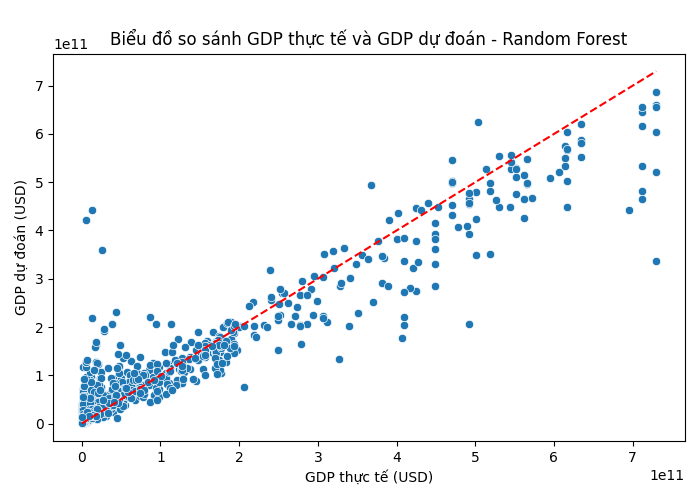 Biểu đồ so sánh GDP thực tế và GDP dự đoán - Random Forest
1e11
7
6
5
4
3
2
1
0
GDP dự đoán (USD)
0 1 2 3 4 5 6 7
1e11
GDP thực tế (USD)